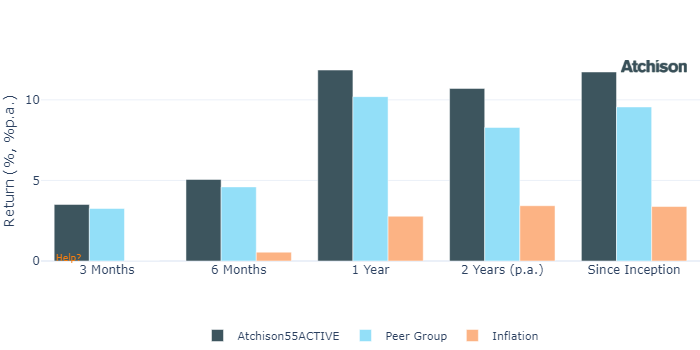 Atchison
Return (%, %p.a.)
10
5
0
Help?
3 Months
6 Months
1 Year
2 Years (p.a.)
Since Inception
Atchison55ACTIVE
Peer Group
Inflation